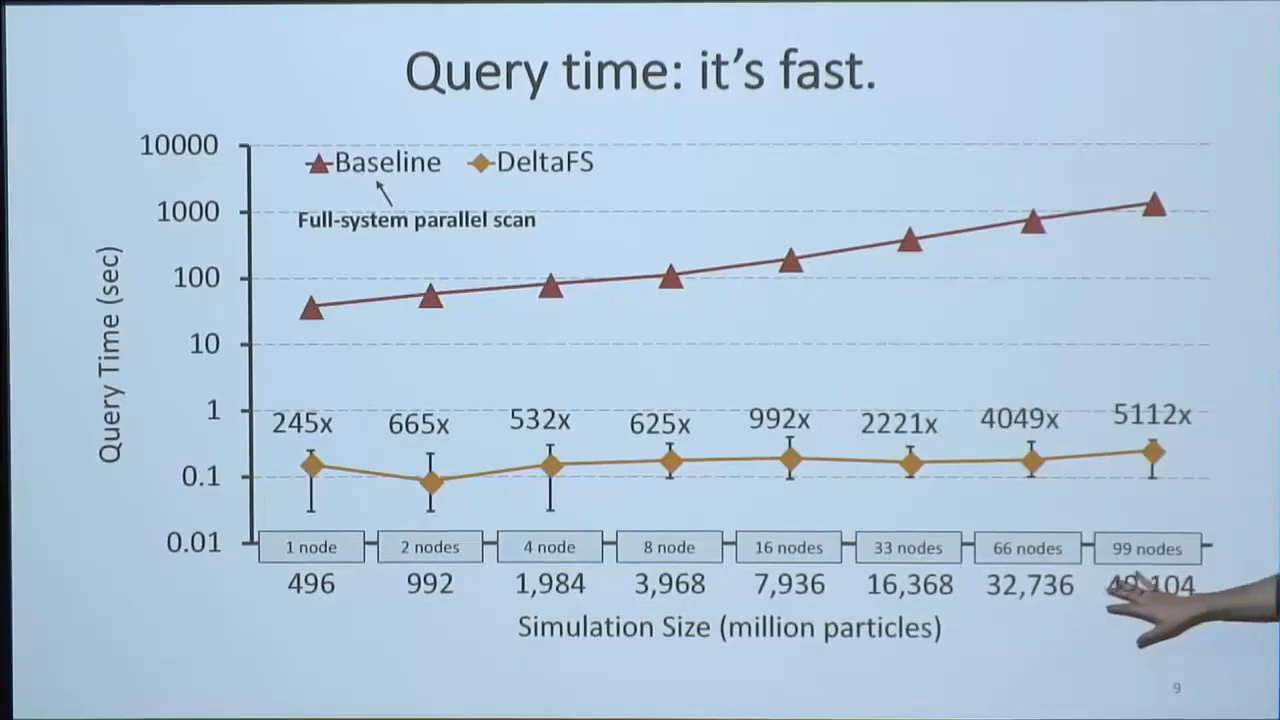 Query time: it's fast.
10000
1000
100
10
1
0.1
0.01
Query Time (sec)
Baseline DeltaFS
Full-system parallel scan
245x 665x 532x 625x 992x 2221x 4049x 5112x
1 node 2 nodes 4 node 8 node 16 nodes 33 nodes 66 nodes 99 nodes
496 992 1,984 3,968 7,936 16,368 32,736 49,104
Simulation Size (million particles)
9